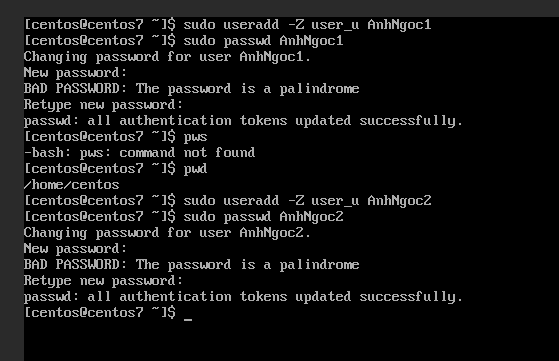 [centos@centos7 ~]$ sudo useradd -Z user_u AnhNgoc1
[centos@centos7 ~]$ sudo passwd AnhNgoc1
Changing password for user AnhNgoc1.
New password:
BAD PASSWORD: The password is a palindrome
Retype new password:
passwd: all authentication tokens updated successfully.
[centos@centos7 ~]$ pws
-bash: pws: command not found
[centos@centos7 ~]$ pwd
/home/centos
[centos@centos7 ~]$ sudo useradd -Z user_u AnhNgoc2
[centos@centos7 ~]$ sudo passwd AnhNgoc2
Changing password for user AnhNgoc2.
New password:
BAD PASSWORD: The password is a palindrome
Retype new password:
passwd: all authentication tokens updated successfully.
[centos@centos7 ~]$ _